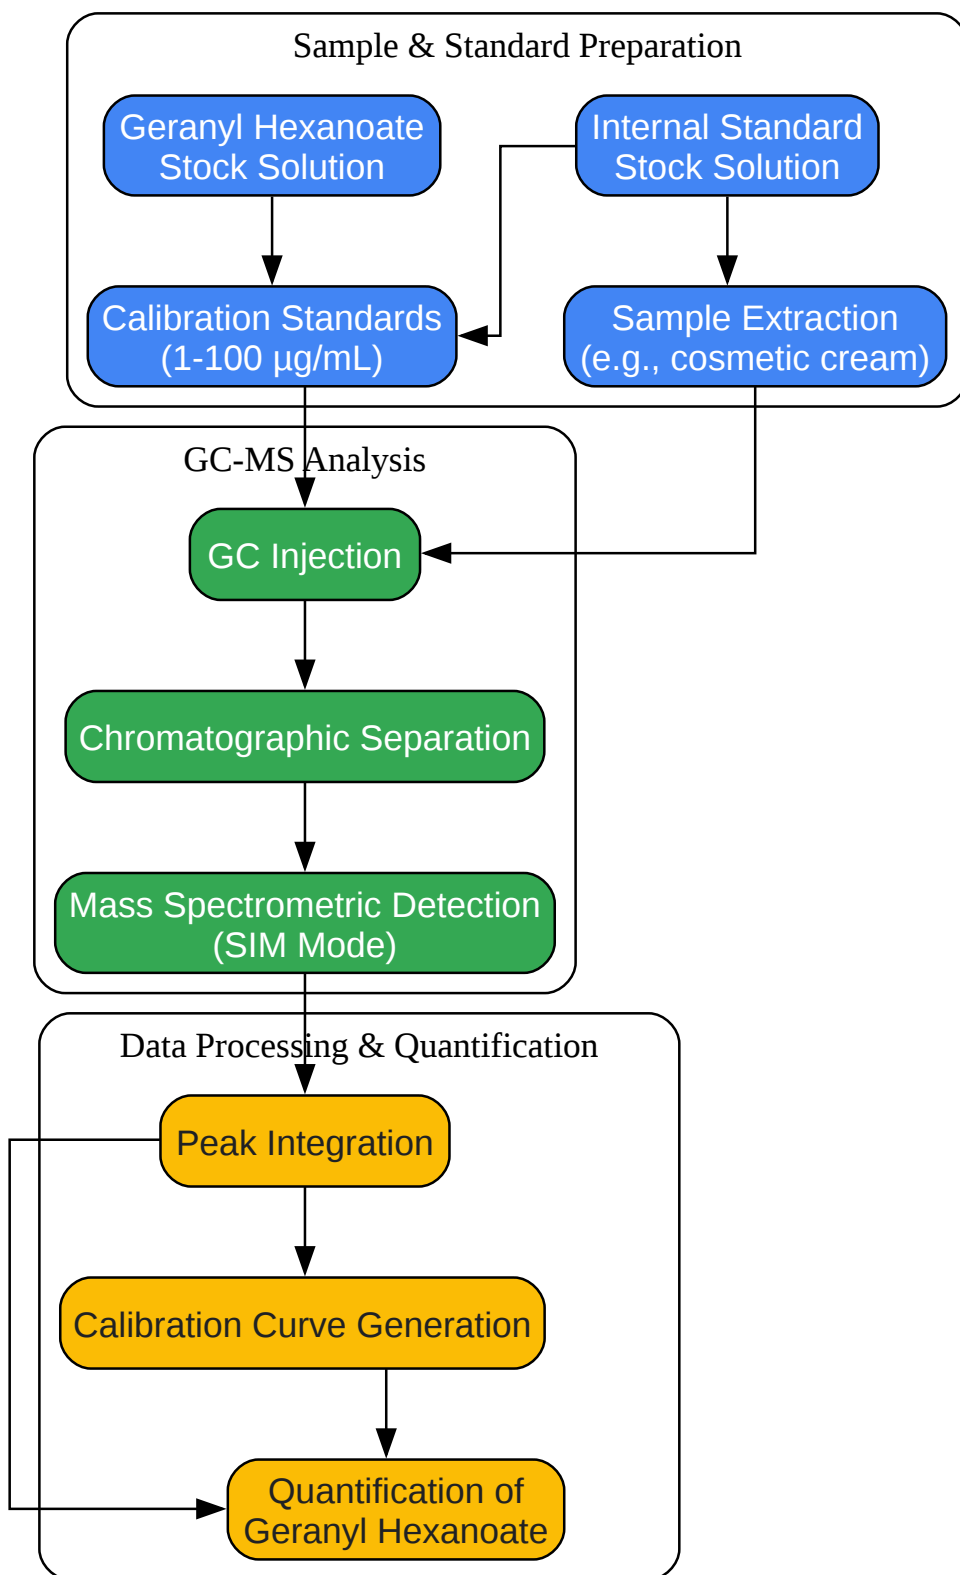 Sample & Standard Preparation
Geranyl Hexanoate
Stock Solution
Internal Standard
Stock Solution
Calibration Standards
(1-100 µg/mL)
Sample Extraction
(e.g., cosmetic cream)
GC-MS Analysis
GC Injection
Chromatographic Separation
Mass Spectrometric Detection
(SIM Mode)
Data Processing & Quantification
Peak Integration
Calibration Curve Generation
Quantification of
Geranyl Hexanoate